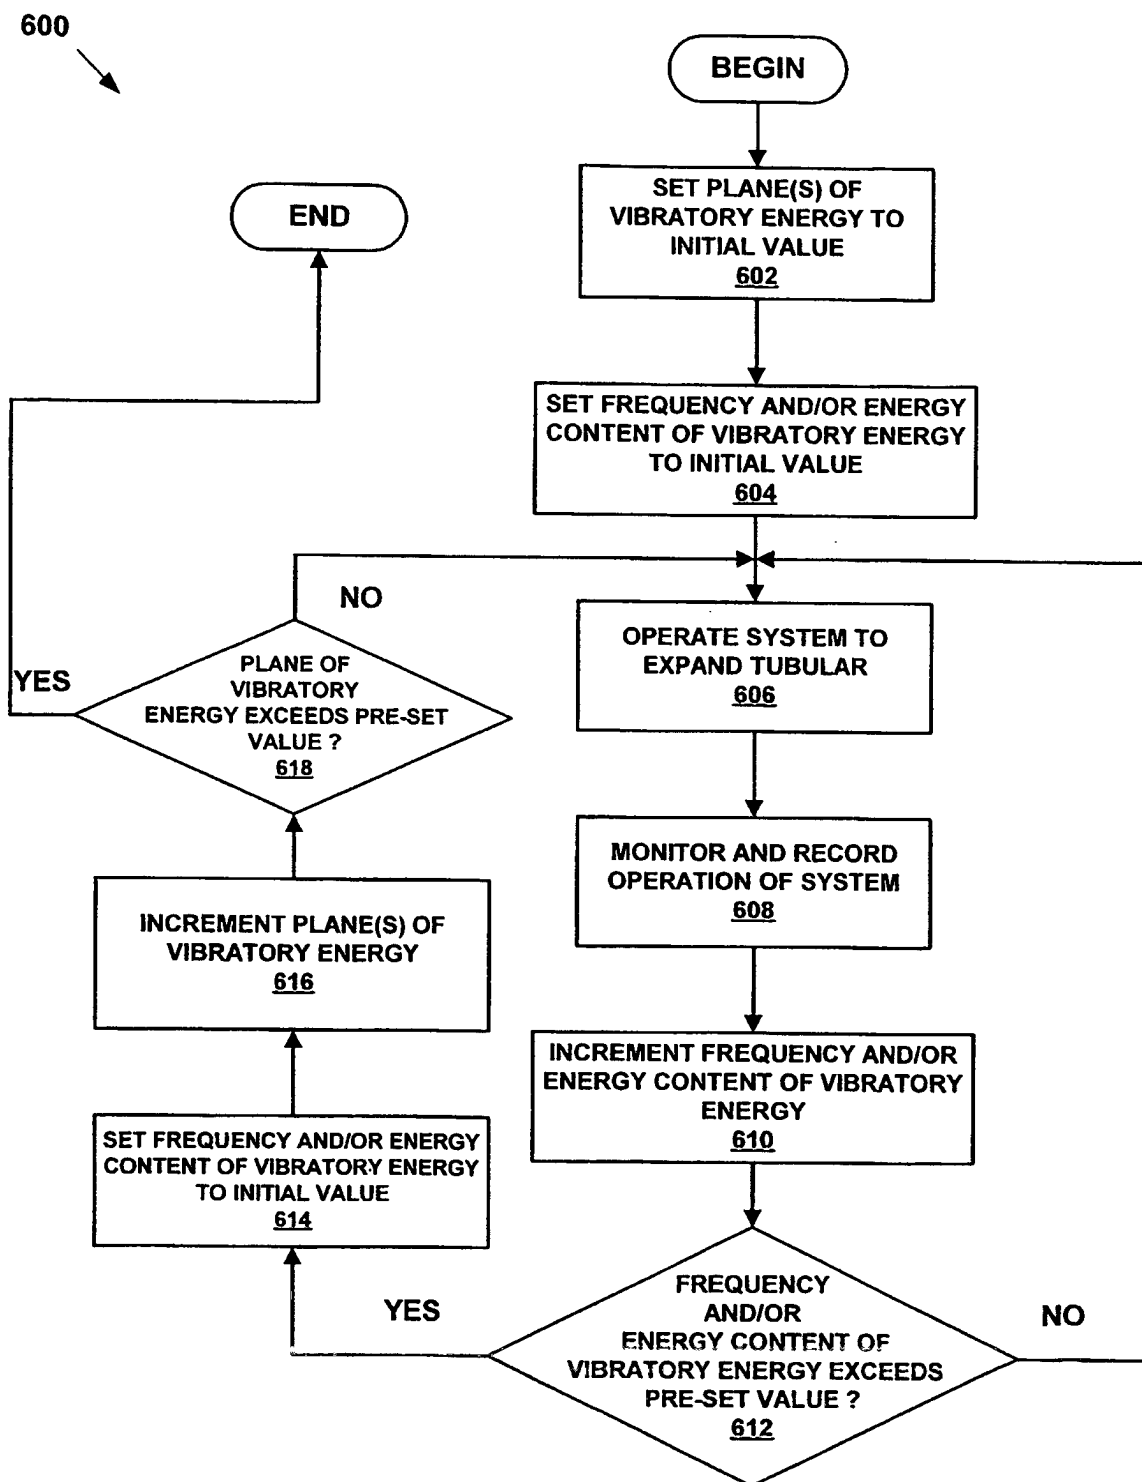 600
BEGIN
SET PLANE(S) OF
VIBRATORY ENERGY TO
INITIAL VALUE
602
END
SET FREQUENCY AND/OR ENERGY
CONTENT OF VIBRATORY ENERGY
TO INITIAL VALUE
604
NO
OPERATE SYSTEM TO
EXPAND TUBULAR
606
YES
PLANE OF
VIBRATORY
ENERGY EXCEEDS PRE-SET
VALUE ?
618
MONITOR AND RECORD
OPERATION OF SYSTEM
608
INCREMENT PLANE(S) OF
VIBRATORY ENERGY
616
INCREMENT FREQUENCY AND/OR
ENERGY CONTENT OF VIBRATORY
ENERGY
610
SET FREQUENCY AND/OR ENERGY
CONTENT OF VIBRATORY ENERGY
TO INITIAL VALUE
614
YES
FREQUENCY
AND/OR
ENERGY CONTENT OF
VIBRATORY ENERGY EXCEEDS
PRE-SET VALUE ?
612
NO